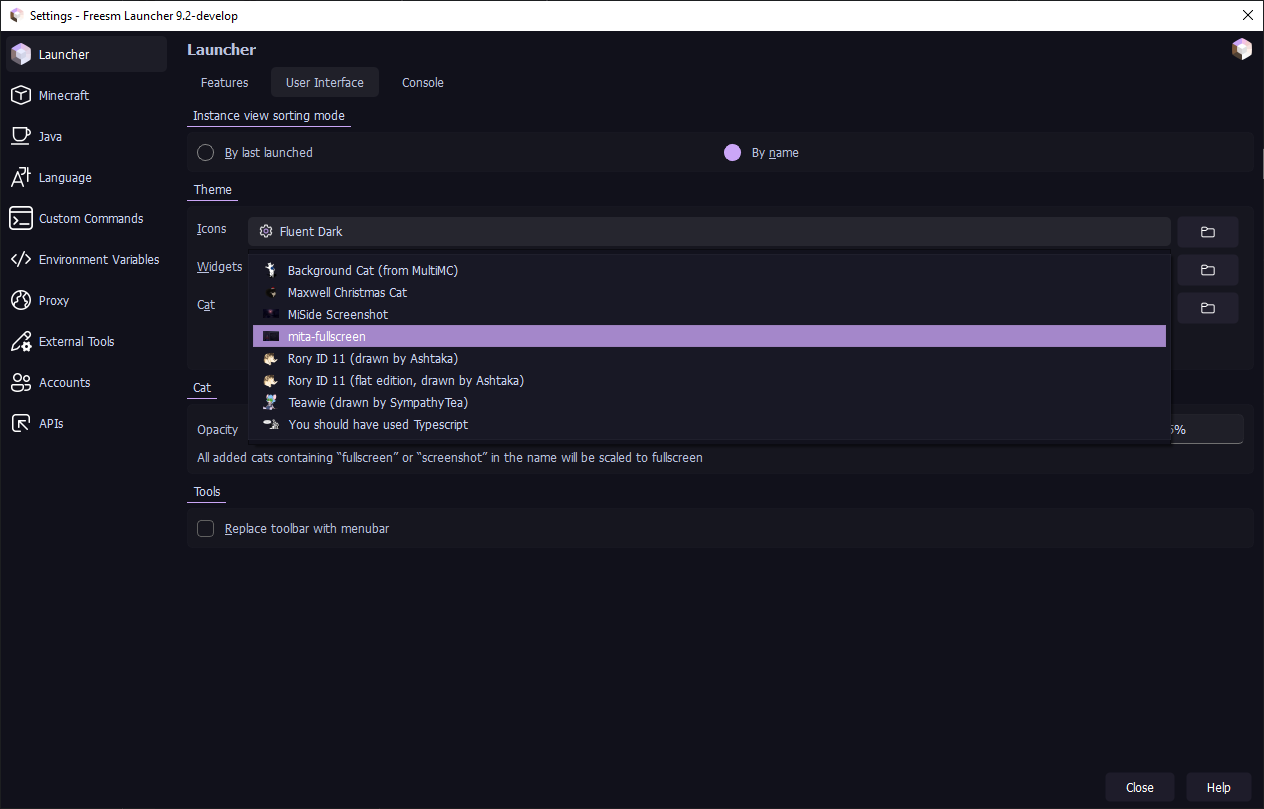 Settings - Freesm Launcher 9.2-develop
Launcher
Minecraft
Java
Language
Custom Commands
Environment Variables
Proxy
External Tools
Accounts
APIs
Launcher
Features User Interface Console
Instance view sorting mode
By last launched By name
Theme
Icons Fluent Dark
Widgets
Cat
Background Cat (from MultiMC)
Maxwell Christmas Cat
MiSide Screenshot
mita-fullscreen
Rory ID 11 (drawn by Ashtaka)
Rory ID 11 (flat edition, drawn by Ashtaka)
Teawie (drawn by SympathyTea)
You should have used Typescript
Cat
Opacity
All added cats containing “fullscreen” or “screenshot” in the name will be scaled to fullscreen
Tools
Replace toolbar with menubar
Close Help